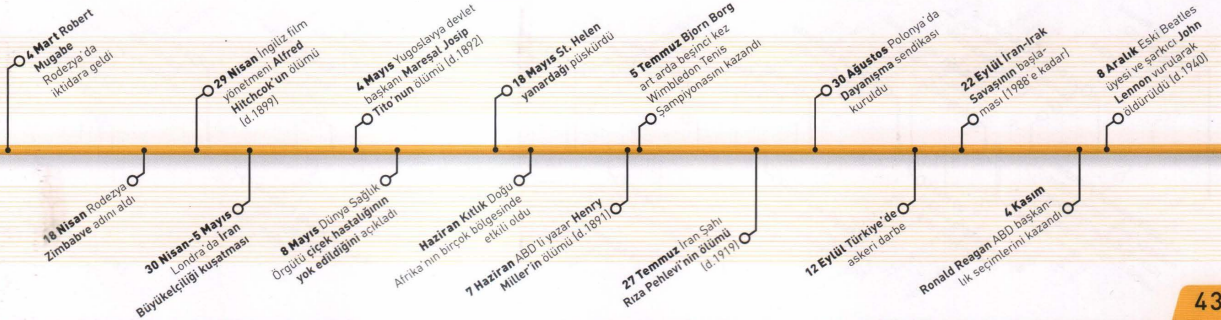 4 Mart Robert
Mugabe
Rodezya'da
iktidara geldi
29 Nisan İngiliz film
yönetmeni Alfred
Hitchcok'un ölümü
(d.1899)
4 Mayıs Yugoslavya devlet
başkanı Mareşal Josip
Tito'nun ölümü (d.1892)
18 Mayıs St. Helen
yanardağı püskürdü
5 Temmuz Bjorn Borg
art arda beşinci kez
Wimbledon Tenis
Şampiyonasını kazandı
30 Ağustos Polonya'da
Dayanışma sendikası
kuruldu
22 Eylül İran-Irak
Savaşının başla-
ması (1988'e kadar)
8 Aralık Eski Beatles
üyesi ve şarkıcı John
Lennon vurularak
öldürüldü (d.1940)
18 Nisan Rodezya
Zimbabve adını aldı
30 Nisan–5 Mayıs
Londra'da İran
Büyükelçiliği kuşatması
8 Mayıs Dünya Sağlık
Örgütü çiçek hastalığının
yok edildiğini açıkladı
Haziran Kıtlık Doğu
Afrika'nın birçok bölgesinde
etkili oldu
7 Haziran ABD'li yazar Henry
Miller'in ölümü (d.1891)
27 Temmuz İran Şahı
Rıza Pehlevi'nin ölümü
(d.1919)
12 Eylül Türkiye'de
askeri darbe
4 Kasım
Ronald Reagan ABD başkan-
lık seçimlerini kazandı
43